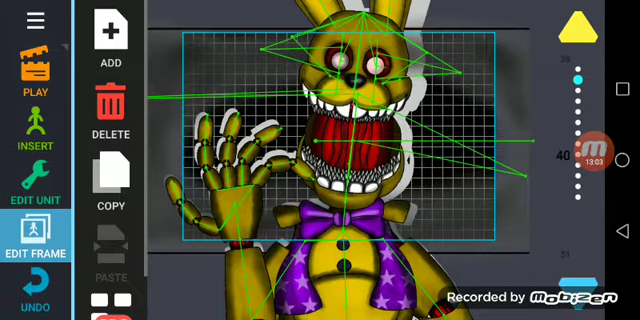 PLAY
INSERT
EDIT UNIT
EDIT FRAME
UNDO
ADD
DELETE
COPY
PASTE
39
40
51
13:03
Recorded by mobizen